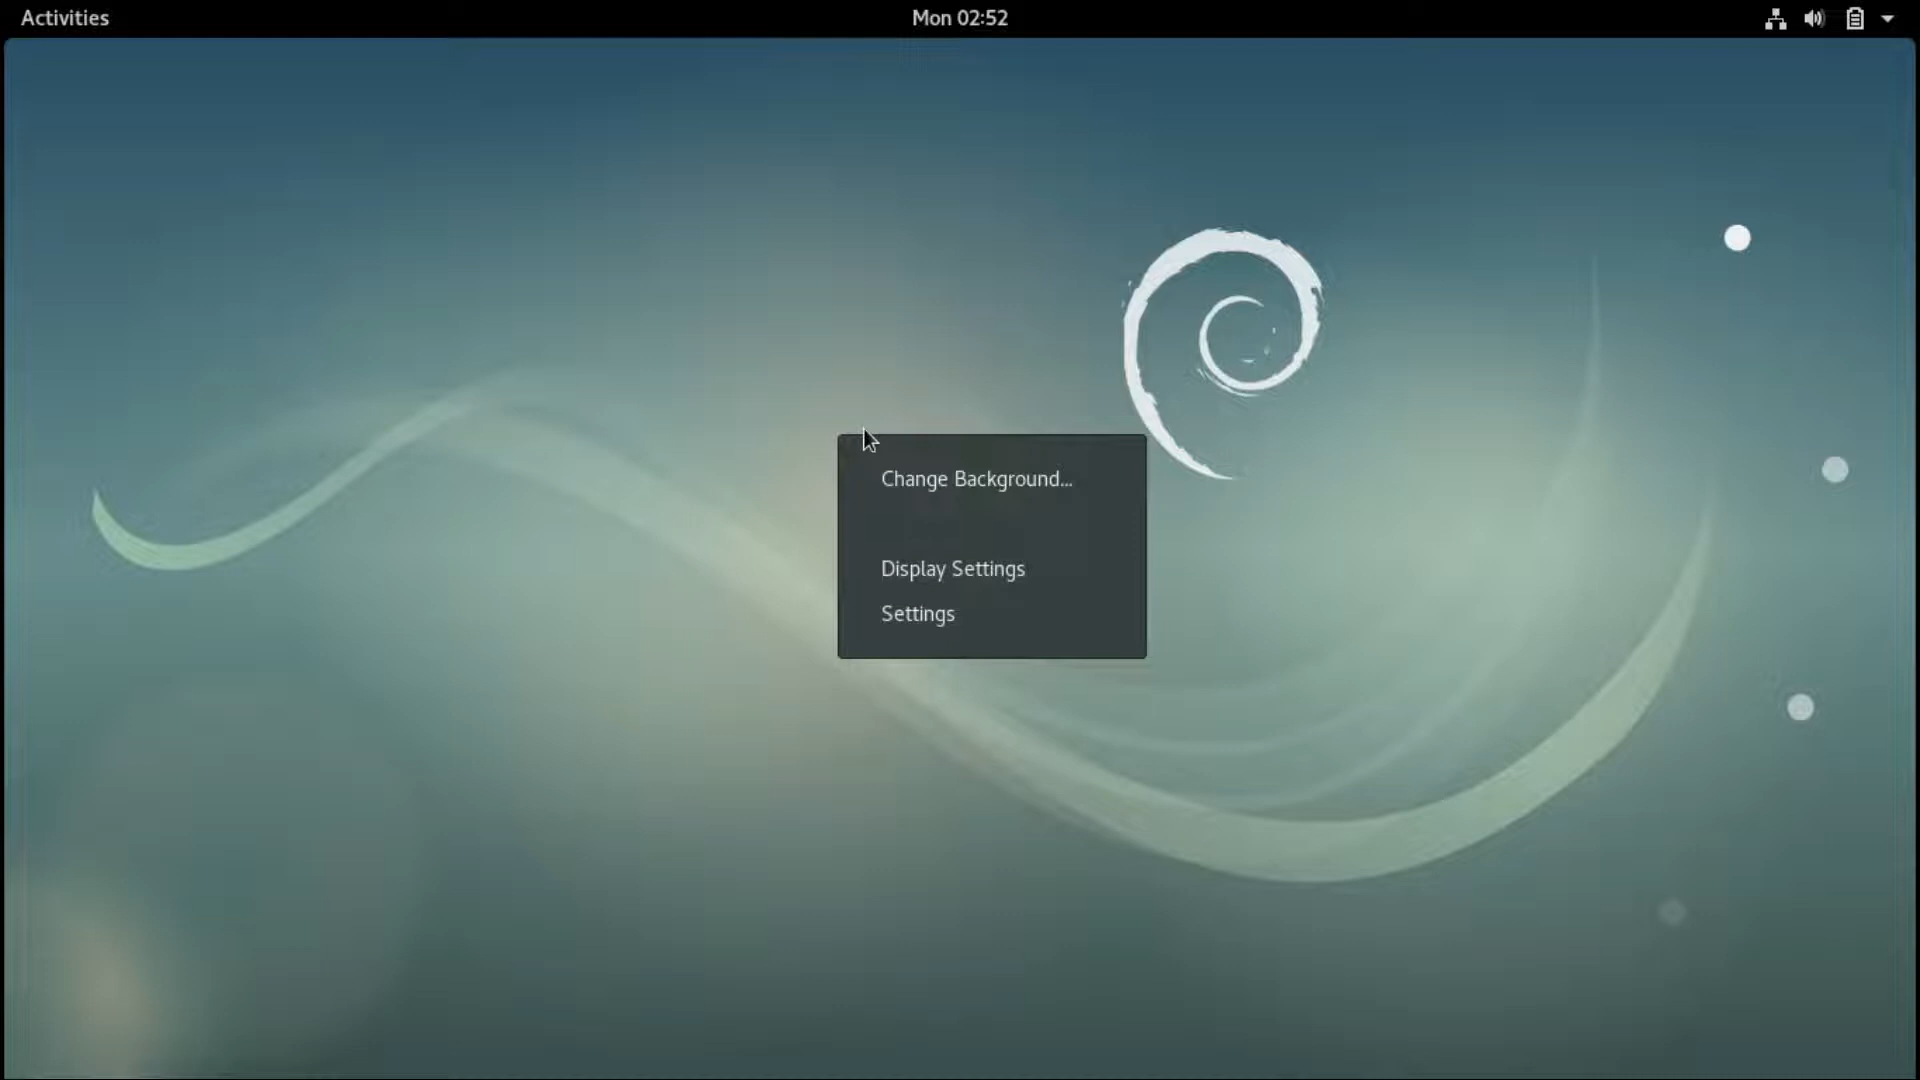 Activities
Mon 02:52
Change Background...
Display Settings
Settings